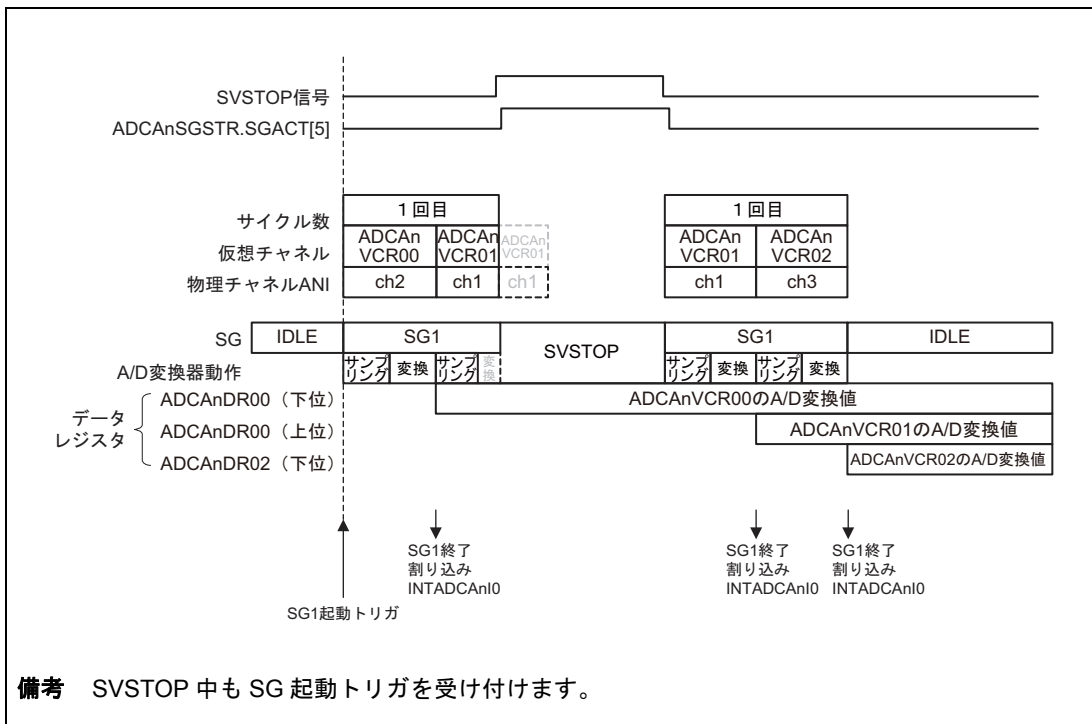 SVSTOP信号
ADCAnSGSTR.SGACT[5]
サイクル数
1回目
1回目
仮想チャネル
ADCAn
VCR00
ADCAn
VCR01
ADCAn
VCR01
ADCAn
VCR01
ADCAn
VCR02
物理チャネルANI
ch2
ch1
ch1
ch1
ch3
SG
IDLE
SG1
SVSTOP
SG1
IDLE
A/D変換器動作
サンプ
リング
変換
サンプ
リング
変
換
サンプ
リング
変換
サンプ
リング
変換
データ
レジスタ
ADCAnDR00（下位）
ADCAnVCR00のA/D変換値
ADCAnDR00（上位）
ADCAnVCR01のA/D変換値
ADCAnDR02（下位）
ADCAnVCR02のA/D変換値
SG1終了
割り込み
INTADCAnI0
SG1終了
割り込み
INTADCAnI0
SG1終了
割り込み
INTADCAnI0
SG1起動トリガ
備考 SVSTOP 中も SG 起動トリガを受け付けます。